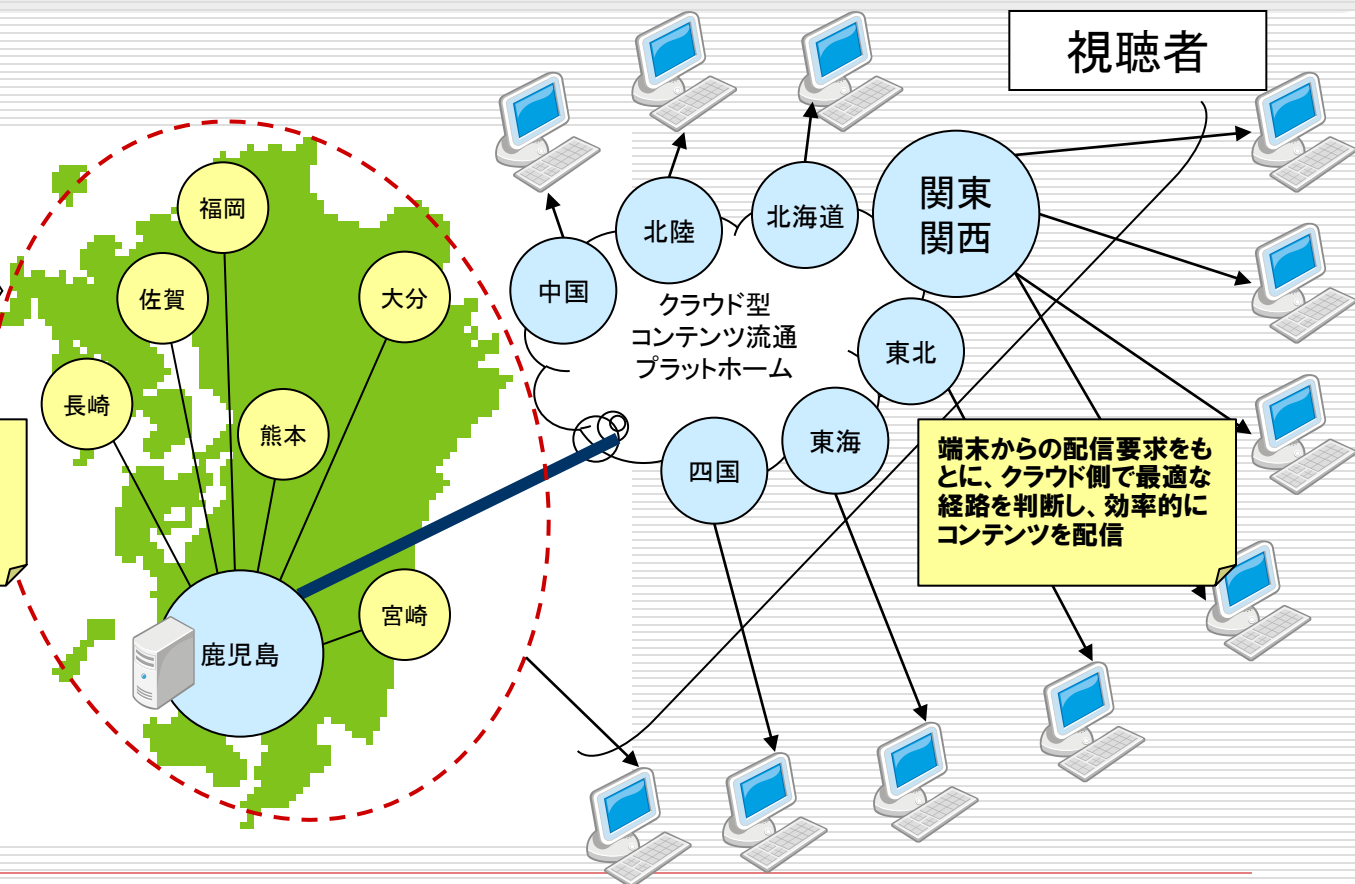 視聴者
福岡
佐賀
大分
長崎
熊本
宮崎
鹿児島
中国
北陸
北海道
関東
関西
東北
東海
四国
クラウド型
コンテンツ流通
プラットホーム
端末からの配信要求をも
とに、クラウド側で最適な
経路を判断し、効率的に
コンテンツを配信